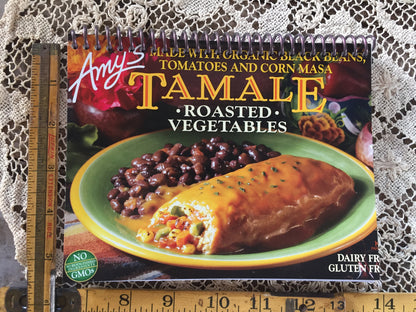 Amy's
MADE WITH ORGANIC BLACK BEANS,
TOMATOES AND CORN MASA
TAMALE
• ROASTED •
VEGETABLES
DAIRY FR
GLUTEN FR
NO
GMOs
8 9 10 11 12 13 14 15